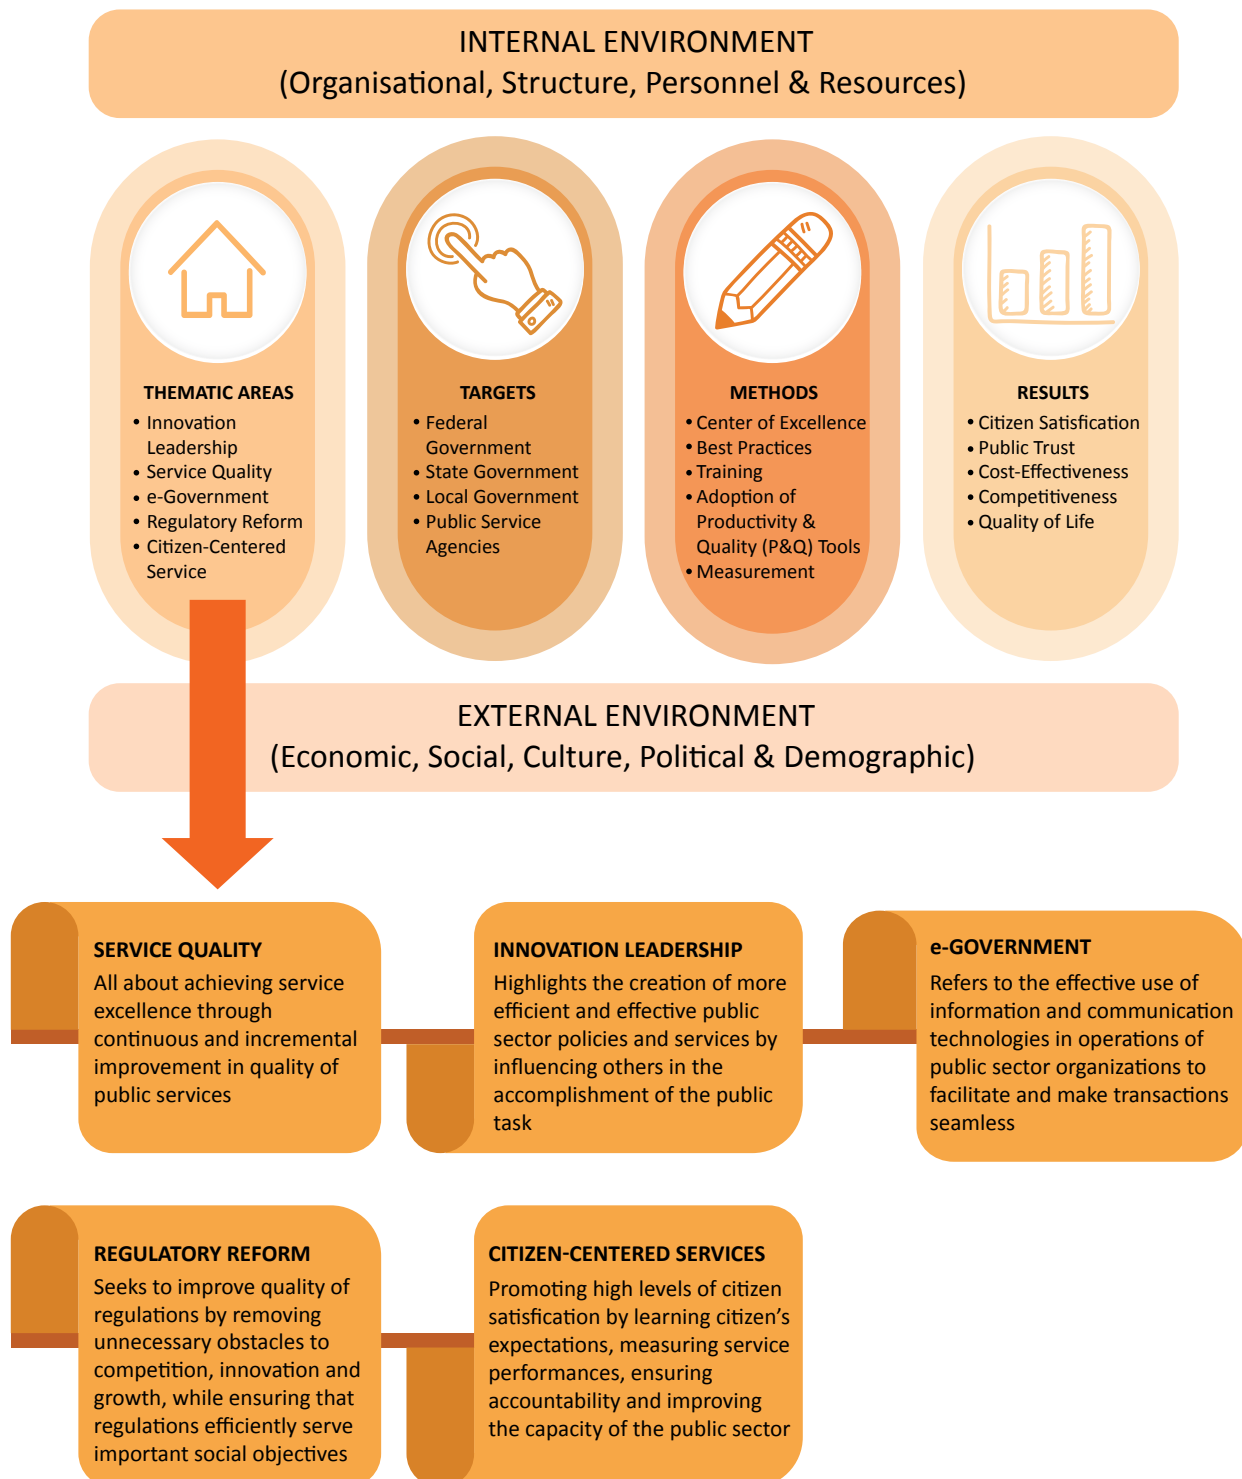 INTERNAL ENVIRONMENT
(Organisational, Structure, Personnel & Resources)
THEMATIC AREAS
• Innovation
Leadership
• Service Quality
• e-Government
• Regulatory Reform
• Citizen-Centered
Service
TARGETS
• Federal
Government
• State Government
• Local Government
• Public Service
Agencies
METHODS
• Center of Excellence
• Best Practices
• Training
• Adoption of
Productivity &
Quality (P&Q) Tools
• Measurement
RESULTS
• Citizen Satisfaction
• Public Trust
• Cost-Effectiveness
• Competitiveness
• Quality of Life
EXTERNAL ENVIRONMENT
(Economic, Social, Culture, Political & Demographic)
SERVICE QUALITY
All about achieving service
excellence through
continuous and incremental
improvement in quality of
public services
INNOVATION LEADERSHIP
Highlights the creation of more
efficient and effective public
sector policies and services by
influencing others in the
accomplishment of the public
task
e-GOVERNMENT
Refers to the effective use of
information and communication
technologies in operations of
public sector organizations to
facilitate and make transactions
seamless
REGULATORY REFORM
Seeks to improve quality of
regulations by removing
unnecessary obstacles to
competition, innovation and
growth, while ensuring that
regulations efficiently serve
important social objectives
CITIZEN-CENTERED SERVICES
Promoting high levels of citizen
satisfication by learning citizen's
expectations, measuring service
performances, ensuring
accountability and improving
the capacity of the public sector